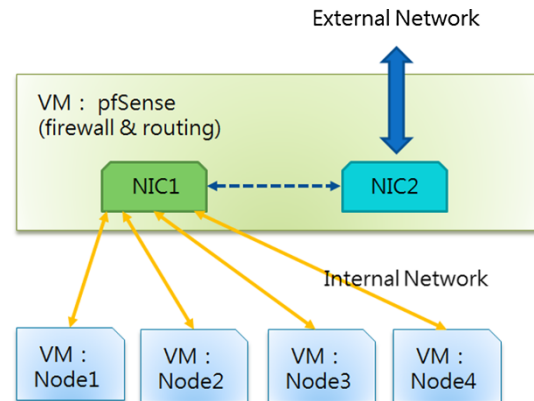 External Network
VM： pfSense
(firewall & routing)
NIC1
NIC2
Internal Network
VM：
Node1
VM：
Node2
VM：
Node3
VM：
Node4